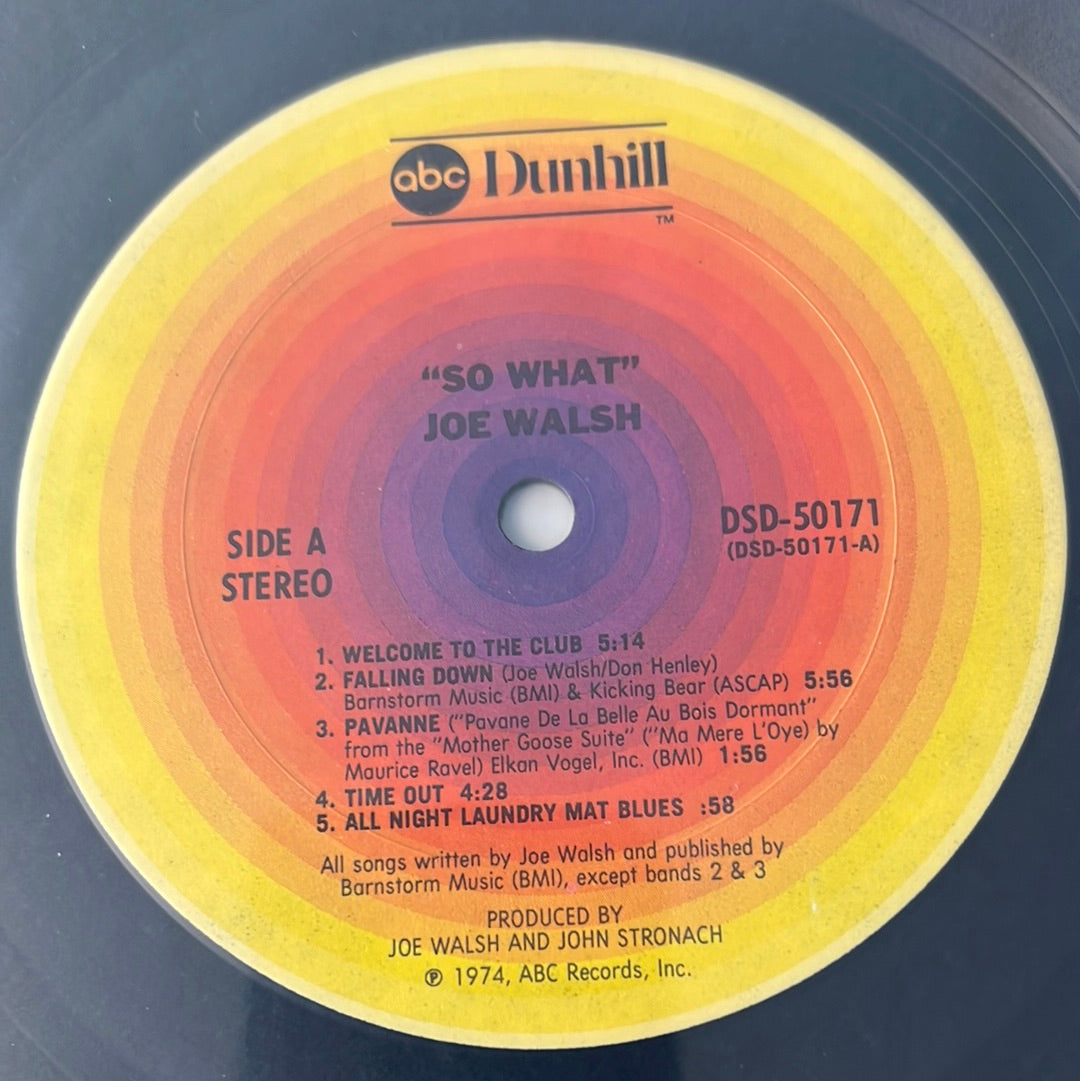 abc Dunhill
TM
"SO WHAT"
JOE WALSH
SIDE A
STEREO
DSD-50171
(DSD-50171-A)
1. WELCOME TO THE CLUB 5:14
2. FALLING DOWN (Joe Walsh/Don Henley)
Barnstorm Music (BMI) & Kicking Bear (ASCAP) 5:56
3. PAVANNE ("Pavane De La Belle Au Bois Dormant"
from the "Mother Goose Suite" ("Ma Mere L'Oye) by
Maurice Ravel) Elkan Vogel, Inc. (BMI) 1:56
4. TIME OUT 4:28
5. ALL NIGHT LAUNDRY MAT BLUES :58
All songs written by Joe Walsh and published by
Barnstorm Music (BMI), except bands 2 & 3
PRODUCED BY
JOE WALSH AND JOHN STRONACH
℗ 1974, ABC Records, Inc.